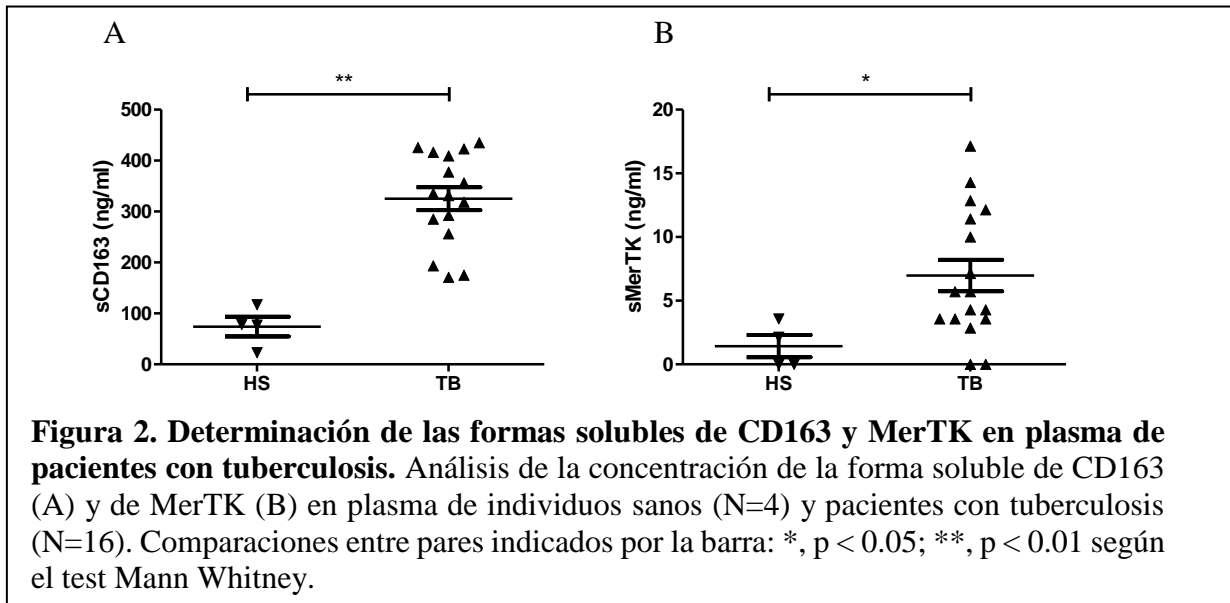 A
B
**
*
500
400
300
200
100
0
sCD163 (ng/ml)
HS
TB
20
15
10
5
0
sMerTK (ng/ml)
HS
TB
Figura 2. Determinación de las formas solubles de CD163 y MerTK en plasma de
pacientes con tuberculosis. Análisis de la concentración de la forma soluble de CD163
(A) y de MerTK (B) en plasma de individuos sanos (N=4) y pacientes con tuberculosis
(N=16). Comparaciones entre pares indicados por la barra: *, p < 0.05; **, p < 0.01 según
el test Mann Whitney.